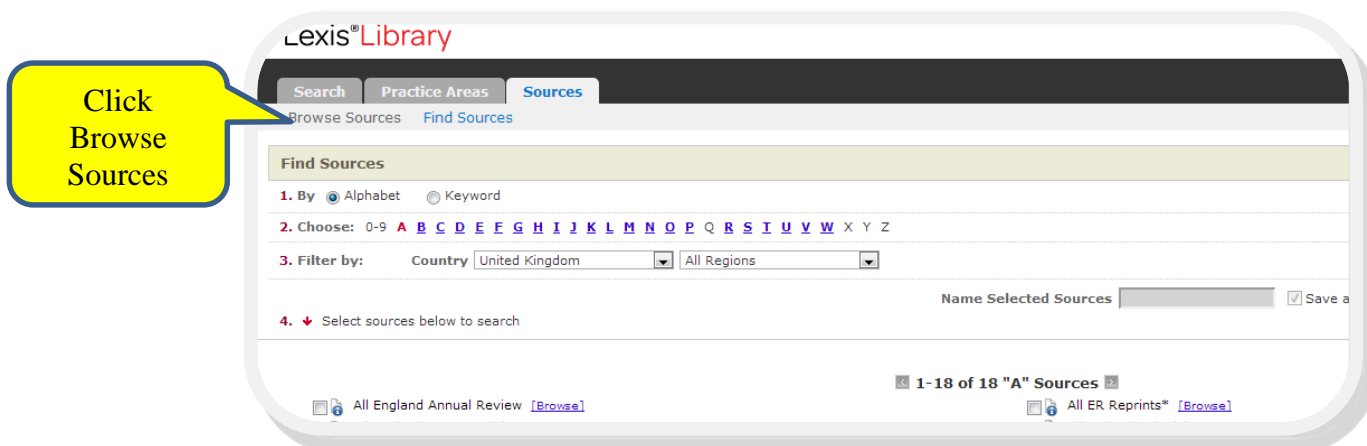 Lexis®Library
Click
Browse
Sources
Search Practice Areas Sources
Browse Sources Find Sources
Find Sources
1. By Alphabet Keyword
2. Choose: 0-9 A B C D E F G H I J K L M N O P Q R S T U V W X Y Z
3. Filter by: Country United Kingdom All Regions
Name Selected Sources Save a
4. Select sources below to search
1-18 of 18 "A" Sources
All England Annual Review [Browse] All ER Reprints* [Browse]